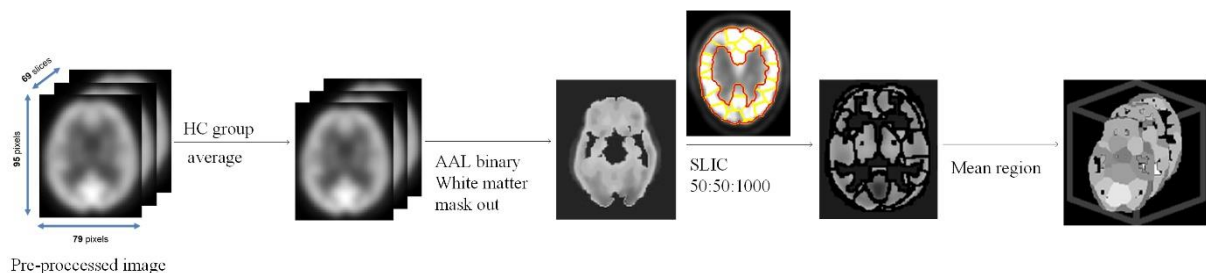 69 slices
95 pixels
79 pixels
Pre-proccessed image
HC group
average
AAL binary
White matter
mask out
SLIC
50:50:1000
Mean region